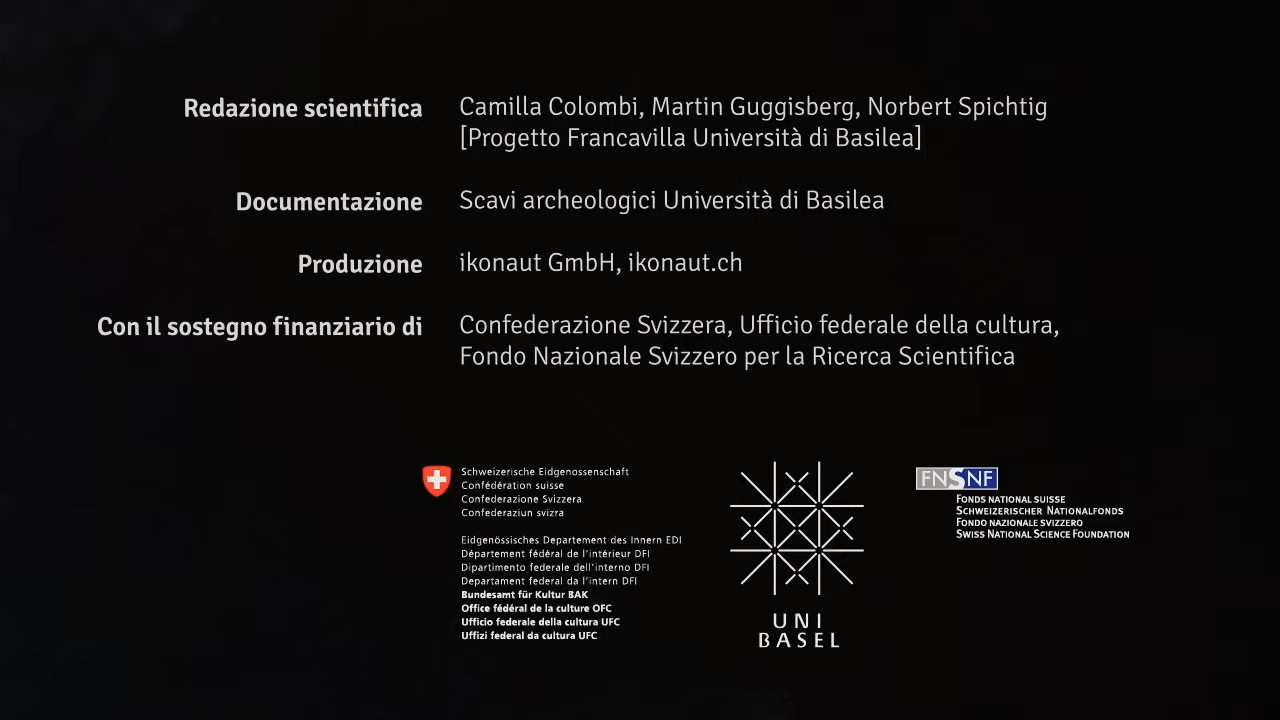 Redazione scientifica Camilla Colombi, Martin Guggisberg, Norbert Spichtig
[Progetto Francavilla Università di Basilea]
Documentazione Scavi archeologici Università di Basilea
Produzione ikonaut GmbH, ikonaut.ch
Con il sostegno finanziario di Confederazione Svizzera, Ufficio federale della cultura,
Fondo Nazionale Svizzero per la Ricerca Scientifica
Schweizerische Eidgenossenschaft
Confédération suisse
Confederazione Svizzera
Confederaziun svizra
Eidgenössisches Departement des Innern EDI
Département fédéral de l'intérieur DFI
Dipartimento federale dell'interno DFI
Departament federal da l'intern DFI
Bundesamt für Kultur BAK
Office fédéral de la culture OFC
Ufficio federale della cultura UFC
Uffizi federal da cultura UFC
UNI
BASEL
FNSNF
FONDS NATIONAL SUISSE
SCHWEIZERISCHER NATIONALFONDS
FONDO NAZIONALE SVIZZERO
SWISS NATIONAL SCIENCE FOUNDATION